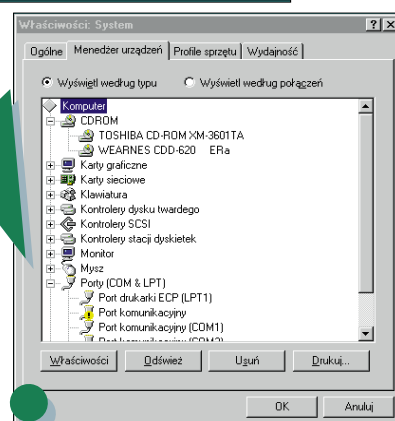 Właściwości: System
Ogólne Menedżer urządzeń Profile sprzętu Wydajność
Wyświetl według typu Wyświetl według połączeń
Komputer
CDROM
TOSHIBA CD-ROM XM-3601TA
WEARNES CDD-620 ERa
Karty graficzne
Karty sieciowe
Klawiatura
Kontrolery dysku twardego
Kontrolery SCSI
Kontrolery stacji dyskietek
Monitor
Mysz
Porty (COM & LPT)
Port drukarki ECP (LPT1)
Port komunikacyjny
Port komunikacyjny (COM1)
Port komunikacyjny (COM2)
Właściwości Odśwież Usuń Drukuj...
OK Anuluj